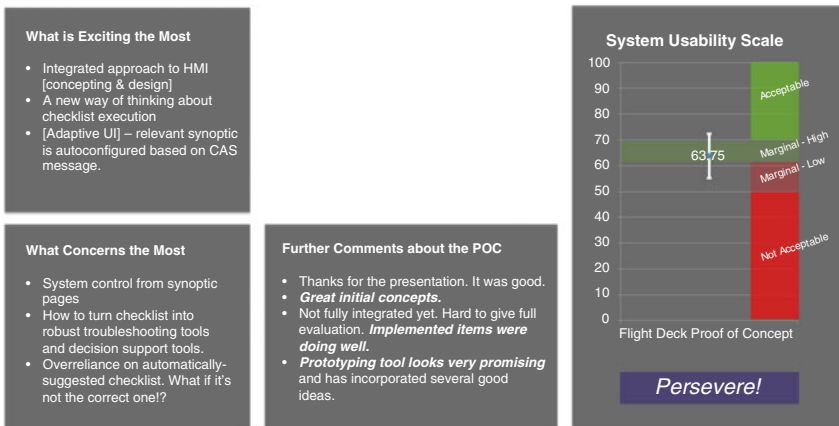 What is Exciting the Most
• Integrated approach to HMI
[concepting & design]
• A new way of thinking about
checklist execution
• [Adaptive UI] – relevant synoptic
is autoconfigured based on CAS
message.
What Concerns the Most
• System control from synoptic
pages
• How to turn checklist into
robust troubleshooting tools
and decision support tools.
• Overreliance on automatically-
suggested checklist. What if it's
not the correct one!?
Further Comments about the POC
• Thanks for the presentation. It was good.
• Great initial concepts.
• Not fully integrated yet. Hard to give full
evaluation. Implemented items were
doing well.
• Prototyping tool looks very promising
and has incorporated several good
ideas.
System Usability Scale
100
90
80
70
60
50
40
30
20
10
0
Acceptable
Marginal - High
Marginal - Low
Not Acceptable
63.75
Flight Deck Proof of Concept
Persevere!